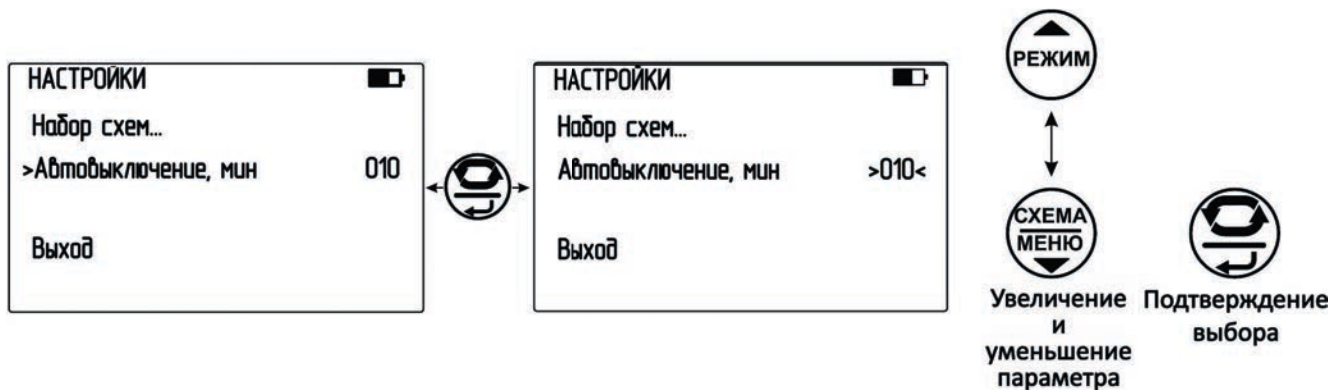 НАСТРОЙКИ
Набор схем...
>Автовыключение, мин 010
Выход
НАСТРОЙКИ
Набор схем...
Автовыключение, мин >010<
Выход
РЕЖИМ
СХЕМА
МЕНЮ
Увеличение
и
уменьшение
параметра
Подтверждение
выбора